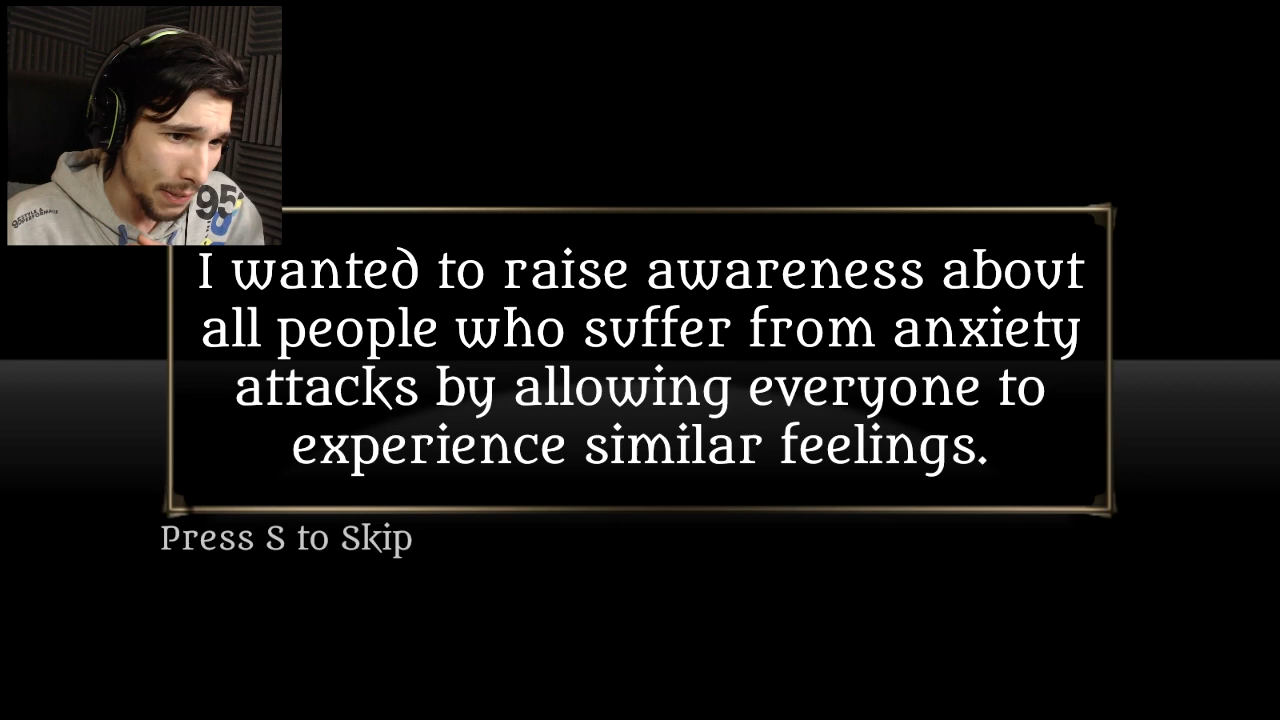 95
I wanted to raise awareness about
all people who suffer from anxiety
attacks by allowing everyone to
experience similar feelings.
Press S to Skip